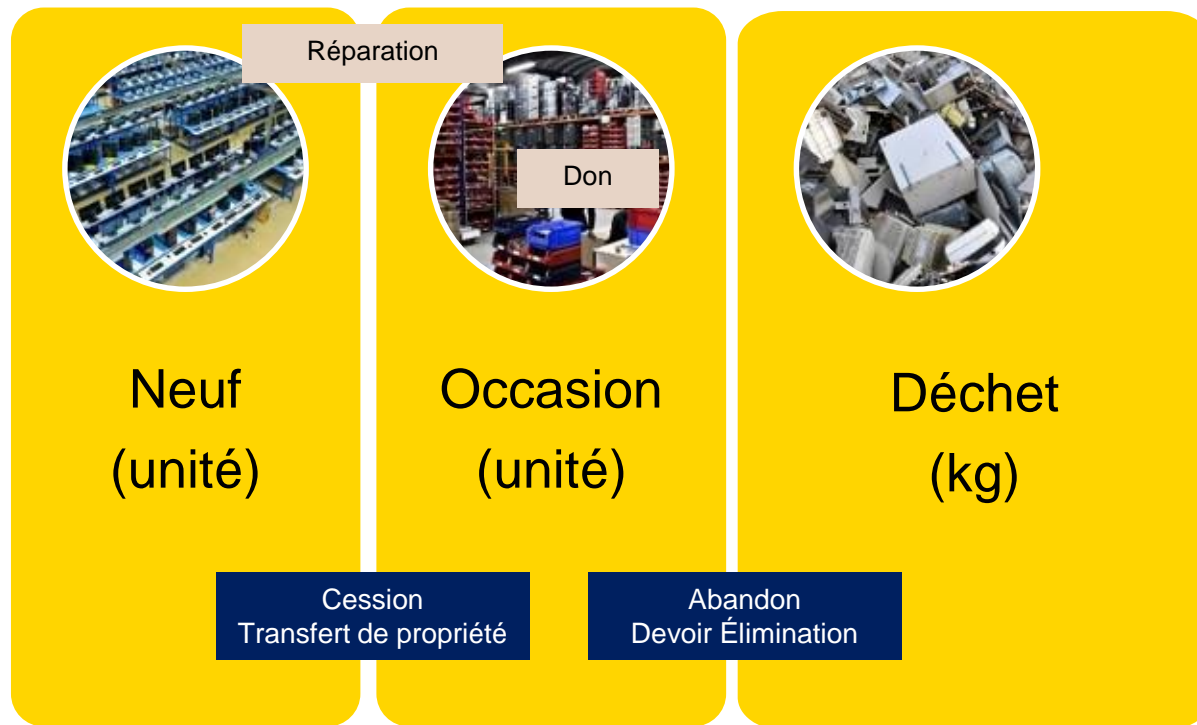 Réparation
Don
Neuf
(unité)
Occasion
(unité)
Déchet
(kg)
Cession
Transfert de propriété
Abandon
Devoir Élimination